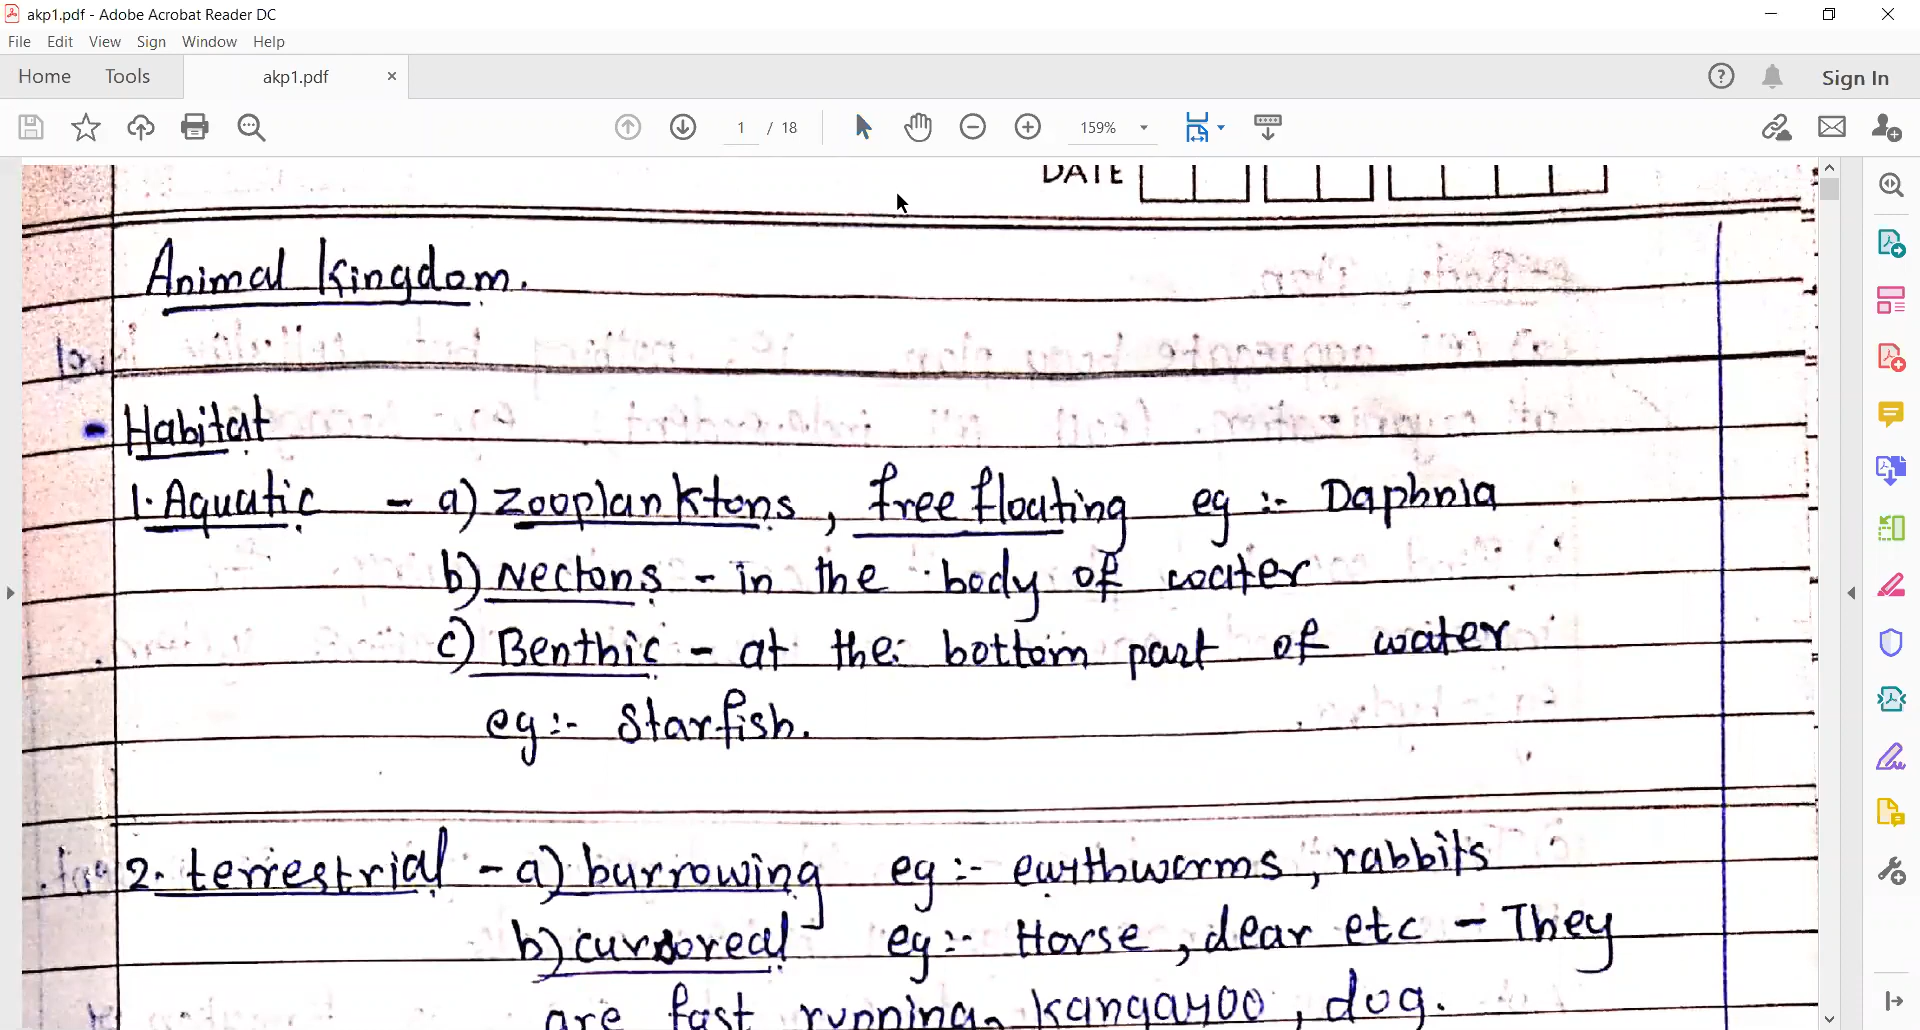 akp1.pdf - Adobe Acrobat Reader DC
File Edit View Sign Window Help
Home Tools akp1.pdf Sign In
1 / 18 159%
DATE
Animal Kingdom.
Habitat
1. Aquatic - a) zooplanktons, free floating eg :- Daphnia
b) Nectons - in the body of water
c) Benthic - at the bottom part of water
eg :- Starfish.
2. terrestrial - a) burrowing eg :- earthworms, rabbits
b) cursoreal eg :- Horse, dear etc - They
are fast running. kangaroo, dog.